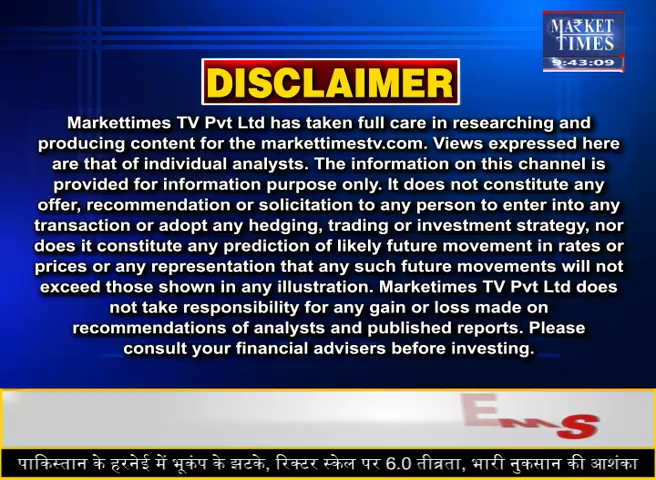 MARKET
TIMES
9:43:09
DISCLAIMER
Markettimes TV Pvt Ltd has taken full care in researching and
producing content for the markettimestv.com. Views expressed here
are that of individual analysts. The information on this channel is
provided for information purpose only. It does not constitute any
offer, recommendation or solicitation to any person to enter into any
transaction or adopt any hedging, trading or investment strategy, nor
does it constitute any prediction of likely future movement in rates or
prices or any representation that any such future movements will not
exceed those shown in any illustration. Marketimes TV Pvt Ltd does
not take responsibility for any gain or loss made on
recommendations of analysts and published reports. Please
consult your financial advisers before investing.
EMS
पाकिस्तान के हरनेई में भूकंप के झटके, रिक्टर स्केल पर 6.0 तीव्रता, भारी नुकसान की आशंका